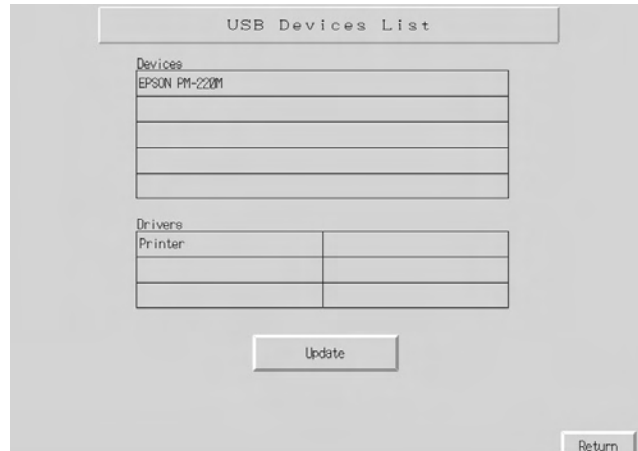 USB Devices List
Devices
EPSON PM-220M
Drivers
Printer
Update
Return